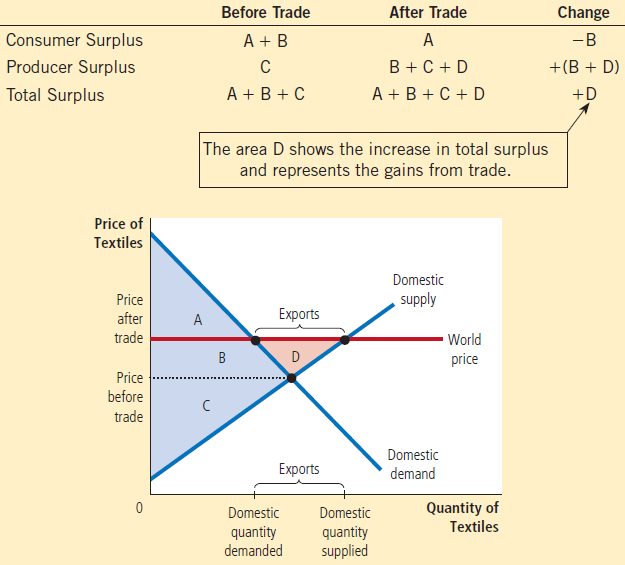 Before Trade After Trade Change
Consumer Surplus A + B A −B
Producer Surplus C B + C + D +(B + D)
Total Surplus A + B + C A + B + C + D +D
The area D shows the increase in total surplus
and represents the gains from trade.
Price of
Textiles
Domestic
supply
Price
after
trade
A
Exports
World
price
B
D
Price
before
trade
C
Domestic
demand
Exports
0
Domestic
quantity
demanded
Domestic
quantity
supplied
Quantity of
Textiles